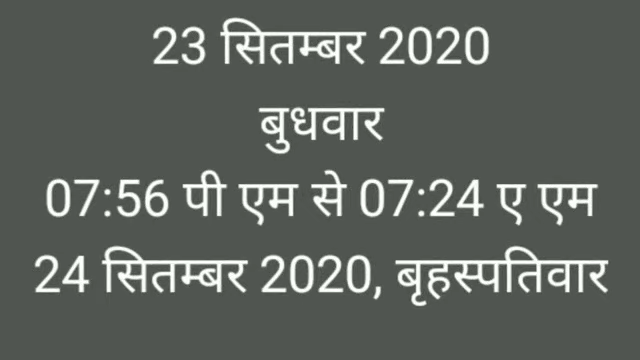 23 सितम्बर 2020
बुधवार
07:56 पी एम से 07:24 ए एम
24 सितम्बर 2020, बृहस्पतिवार